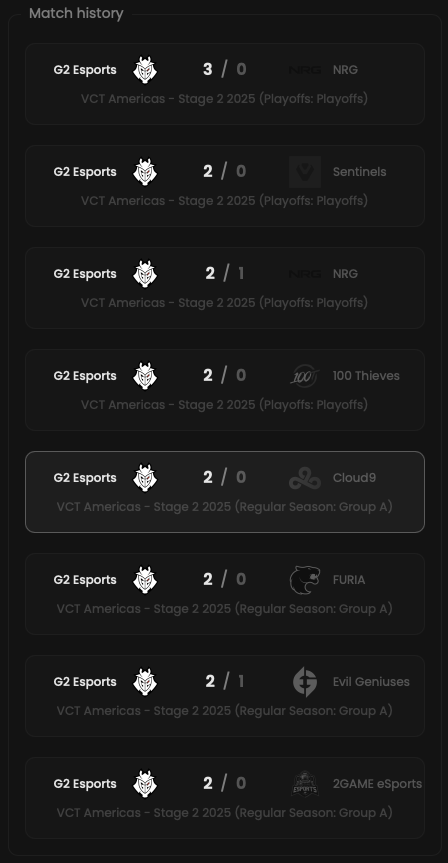 Match history
G2 Esports 3 / 0 NRG NRG
VCT Americas - Stage 2 2025 (Playoffs: Playoffs)
G2 Esports 2 / 0 Sentinels
VCT Americas - Stage 2 2025 (Playoffs: Playoffs)
G2 Esports 2 / 1 NRG NRG
VCT Americas - Stage 2 2025 (Playoffs: Playoffs)
G2 Esports 2 / 0 100 100 Thieves
VCT Americas - Stage 2 2025 (Playoffs: Playoffs)
G2 Esports 2 / 0 Cloud9
VCT Americas - Stage 2 2025 (Regular Season: Group A)
G2 Esports 2 / 0 FURIA
VCT Americas - Stage 2 2025 (Regular Season: Group A)
G2 Esports 2 / 1 Evil Geniuses
VCT Americas - Stage 2 2025 (Regular Season: Group A)
G2 Esports 2 / 0 ESPORTS 2GAME eSports
VCT Americas - Stage 2 2025 (Regular Season: Group A)